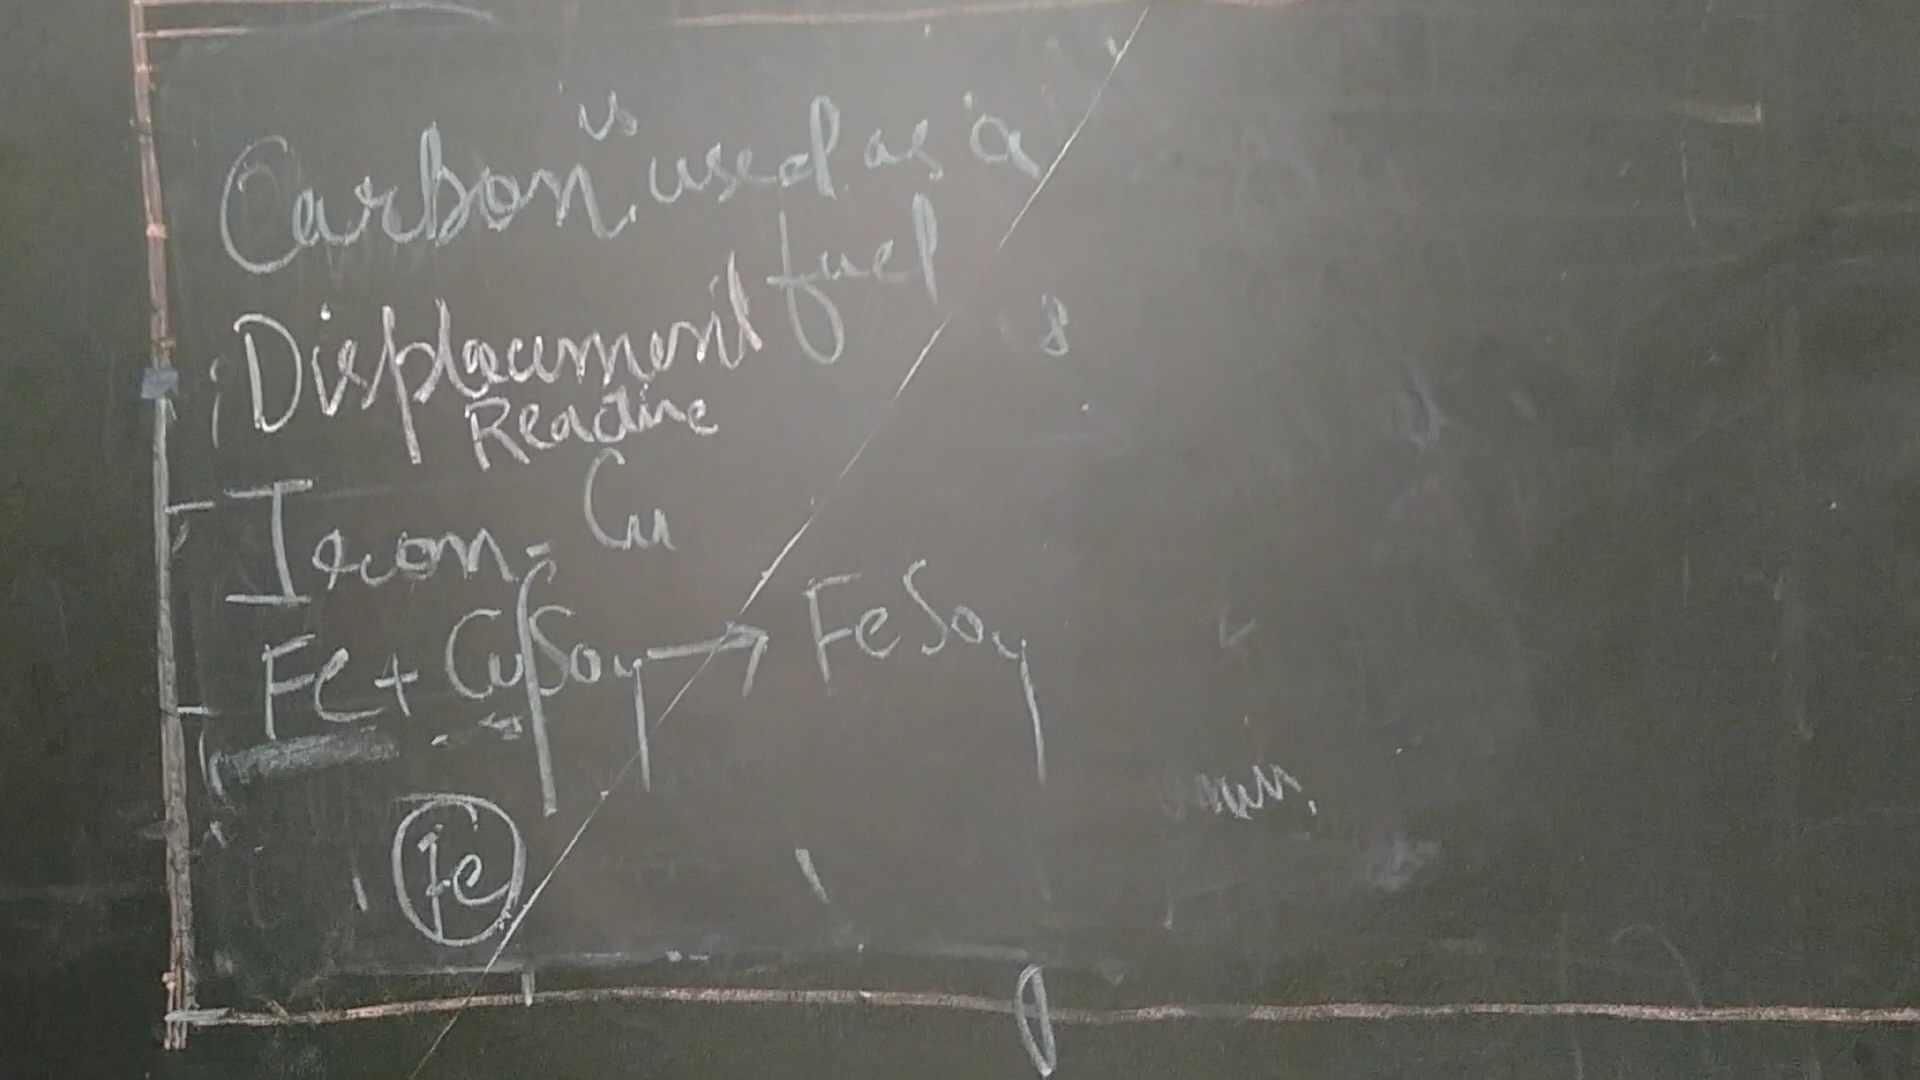 Carbon is used as a
fuel
Displacement
Reactive
Iron - Cu
Fe + CuSo4 → FeSo4
Fe